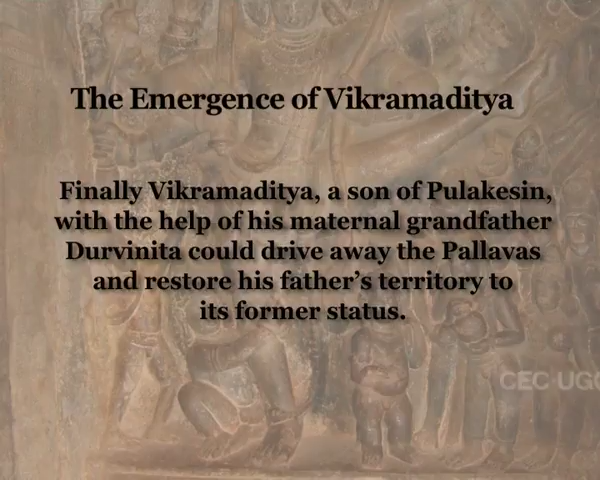 The Emergence of Vikramaditya
Finally Vikramaditya, a son of Pulakesin,
with the help of his maternal grandfather
Durvinita could drive away the Pallavas
and restore his father's territory to
its former status.
CEC UGC